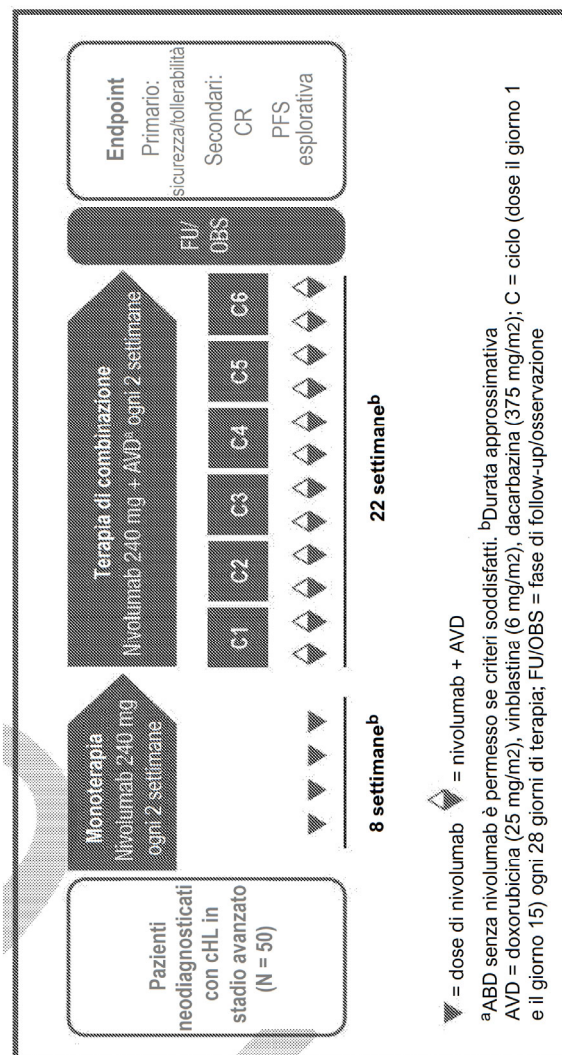 Pazienti
neodiagnosticati
con cHL in
stadio avanzato
(N = 50)
Monoterapia
Nivolumab 240 mg
ogni 2 settimane
8 settimaneᵇ
Terapia di combinazione
Nivolumab 240 mg + AVDᵃ ogni 2 settimane
C1 C2 C3 C4 C5 C6
22 settimaneᵇ
FU/
OBS
Endpoint
Primario:
sicurezza/tollerabilità
Secondari:
CR
PFS
esplorativa
= dose di nivolumab = nivolumab + AVD
ᵃABD senza nivolumab è permesso se criteri soddisfatti. ᵇDurata approssimativa
AVD = doxorubicina (25 mg/m2), vinblastina (6 mg/m2), dacarbazina (375 mg/m2); C = ciclo (dose il giorno 1
e il giorno 15) ogni 28 giorni di terapia; FU/OBS = fase di follow-up/osservazione